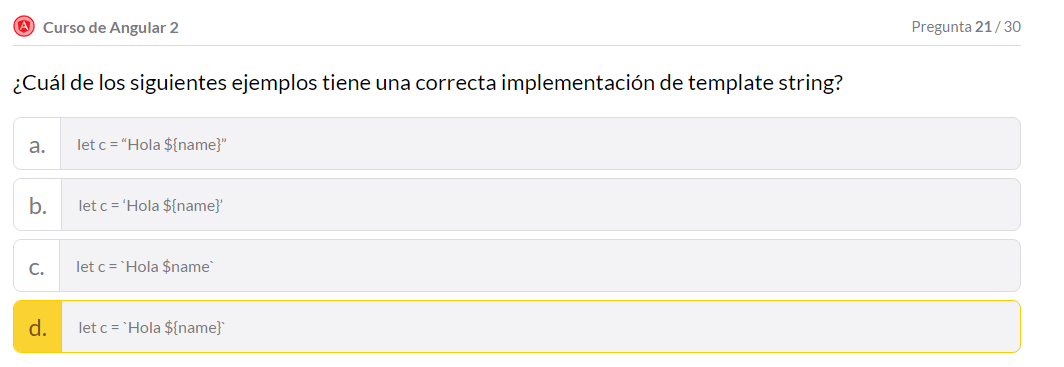 Curso de Angular 2
Pregunta 21 / 30
¿Cuál de los siguientes ejemplos tiene una correcta implementación de template string?
a. let c = “Hola ${name}”
b. let c = ‘Hola ${name}’
c. let c = `Hola $name`
d. let c = `Hola ${name}`